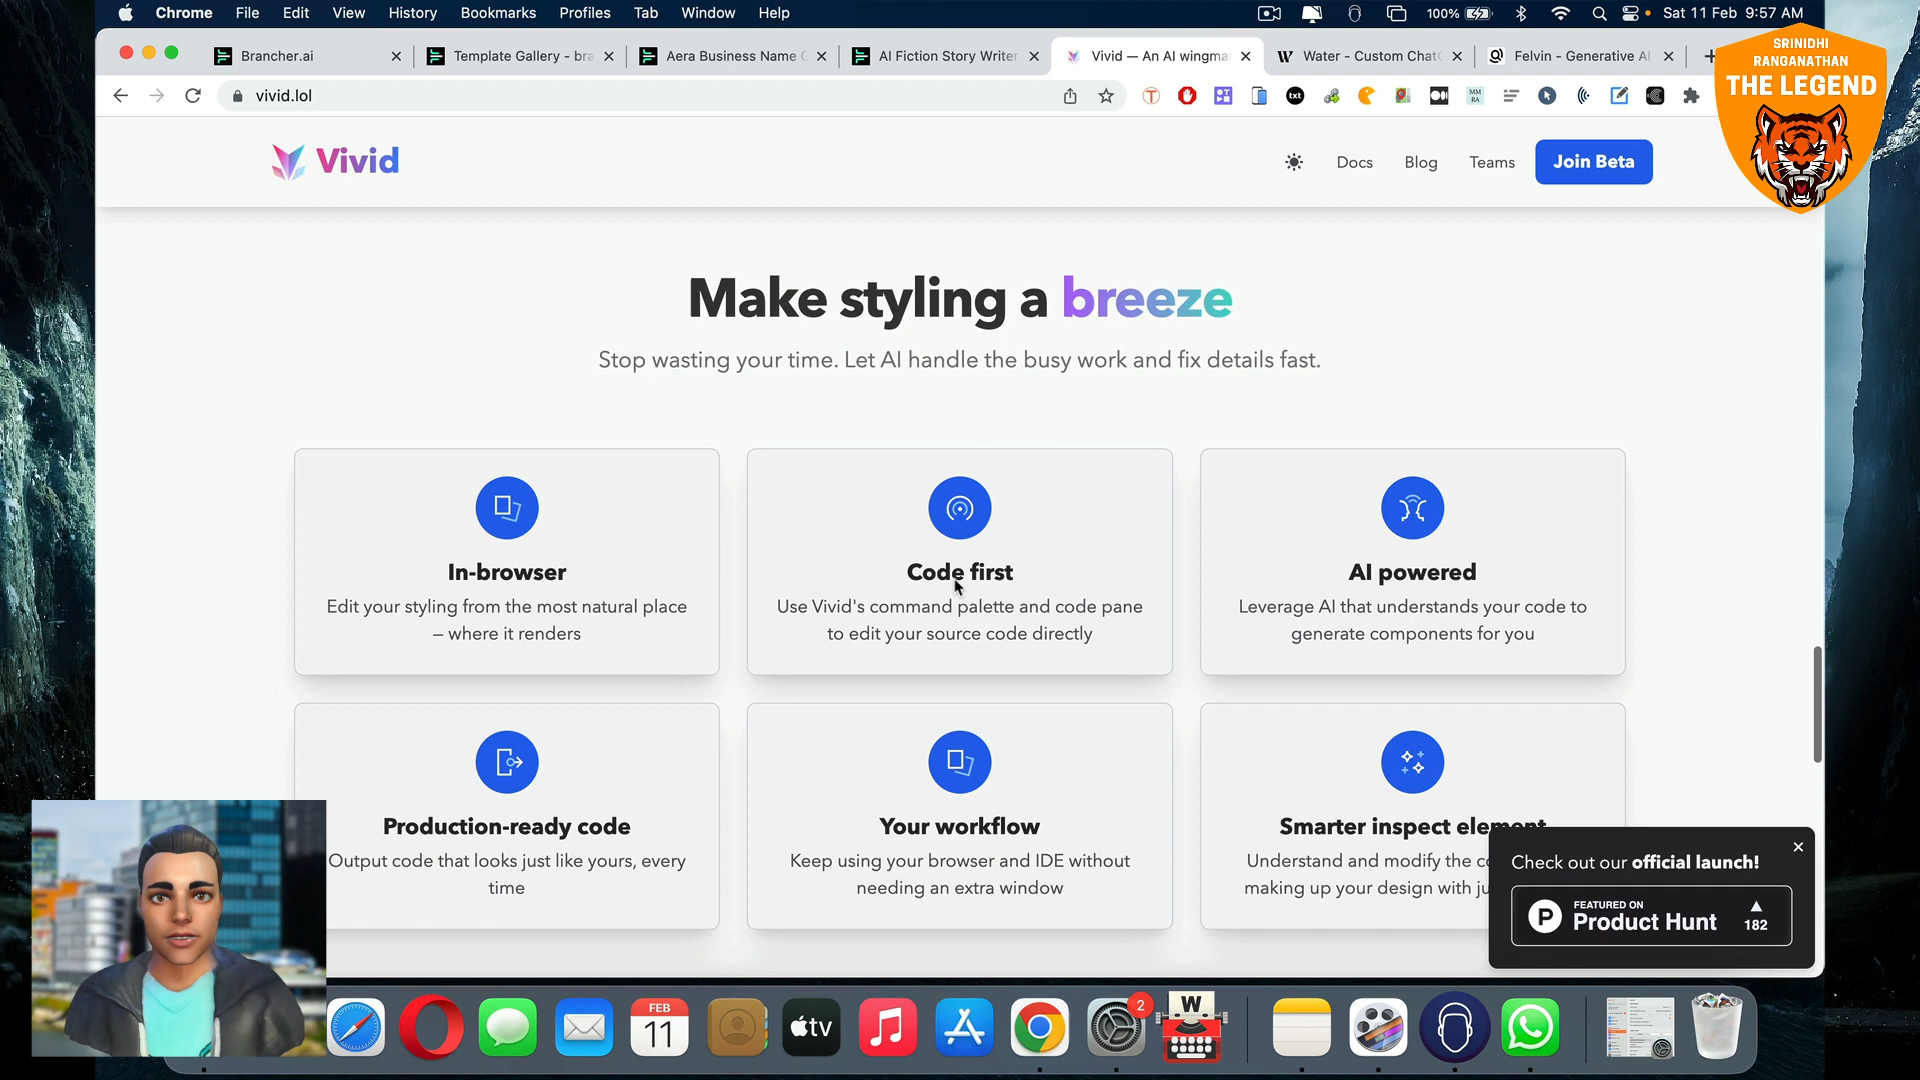 Chrome File Edit View History Bookmarks Profiles Tab Window Help 100% Sat 11 Feb 9:57 AM
Brancher.ai Template Gallery - bra Aera Business Name G AI Fiction Story Writer Vivid — An AI wingma Water - Custom ChatG Felvin - Generative AI
vivid.lol
txt
MM
RA
SRINIDHI
RANGANATHAN
THE LEGEND
Vivid
Docs Blog Teams Join Beta
Make styling a breeze
Stop wasting your time. Let AI handle the busy work and fix details fast.
In-browser
Edit your styling from the most natural place
– where it renders
Code first
Use Vivid's command palette and code pane
to edit your source code directly
AI powered
Leverage AI that understands your code to
generate components for you
Production-ready code
Output code that looks just like yours, every
time
Your workflow
Keep using your browser and IDE without
needing an extra window
Smarter inspect element
Understand and modify the co
making up your design with ju
Check out our official launch!
P
FEATURED ON
Product Hunt
182
FEB
11
tv
2
W